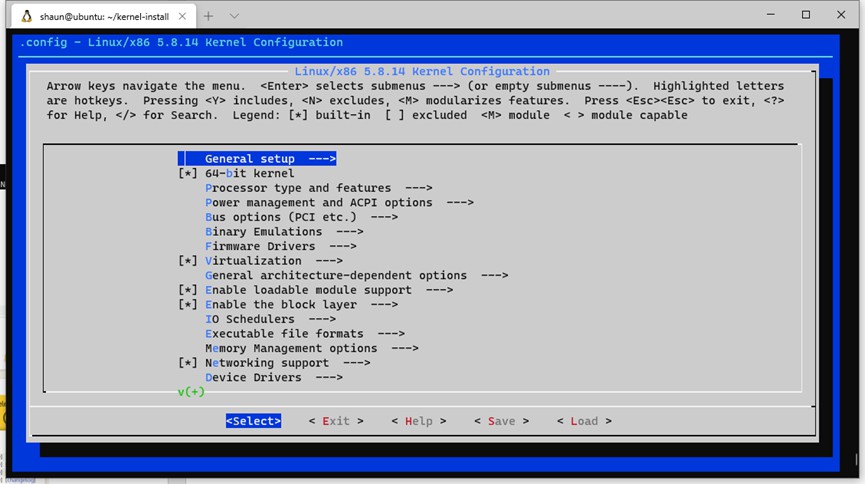 shaun@ubuntu: ~/kernel-install
.config - Linux/x86 5.8.14 Kernel Configuration
Linux/x86 5.8.14 Kernel Configuration
Arrow keys navigate the menu.  <Enter> selects submenus ---> (or empty submenus ----).  Highlighted letters
are hotkeys.  Pressing <Y> includes, <N> excludes, <M> modularizes features.  Press <Esc><Esc> to exit, <?>
for Help, </> for Search.  Legend: [*] built-in  [ ] excluded  <M> module  < > module capable
General setup  --->
[*] 64-bit kernel
Processor type and features  --->
Power management and ACPI options  --->
Bus options (PCI etc.)  --->
Binary Emulations  --->
Firmware Drivers  --->
[*] Virtualization  --->
General architecture-dependent options  --->
[*] Enable loadable module support  --->
[*] Enable the block layer  --->
IO Schedulers  --->
Executable file formats  --->
Memory Management options  --->
[*] Networking support  --->
Device Drivers  --->
v(+)
<Select>    < Exit >    < Help >    < Save >    < Load >